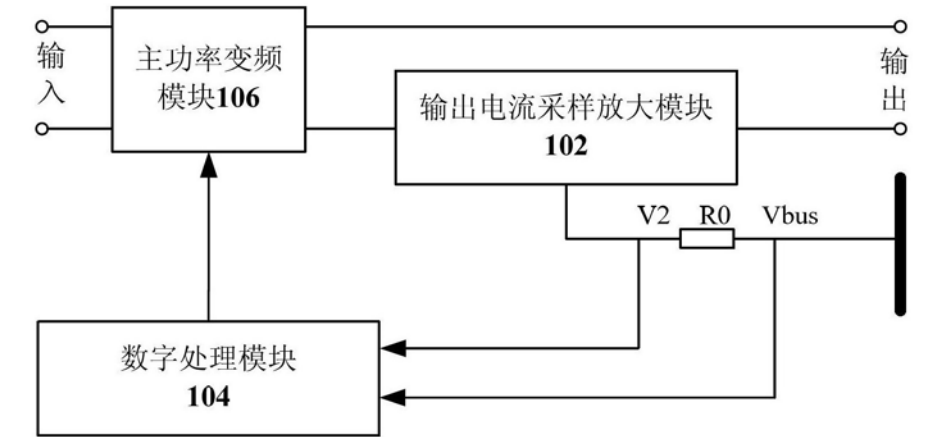 输入
主功率变频
模块106
输出电流采样放大模块
102
输出
V2
R0
Vbus
数字处理模块
104